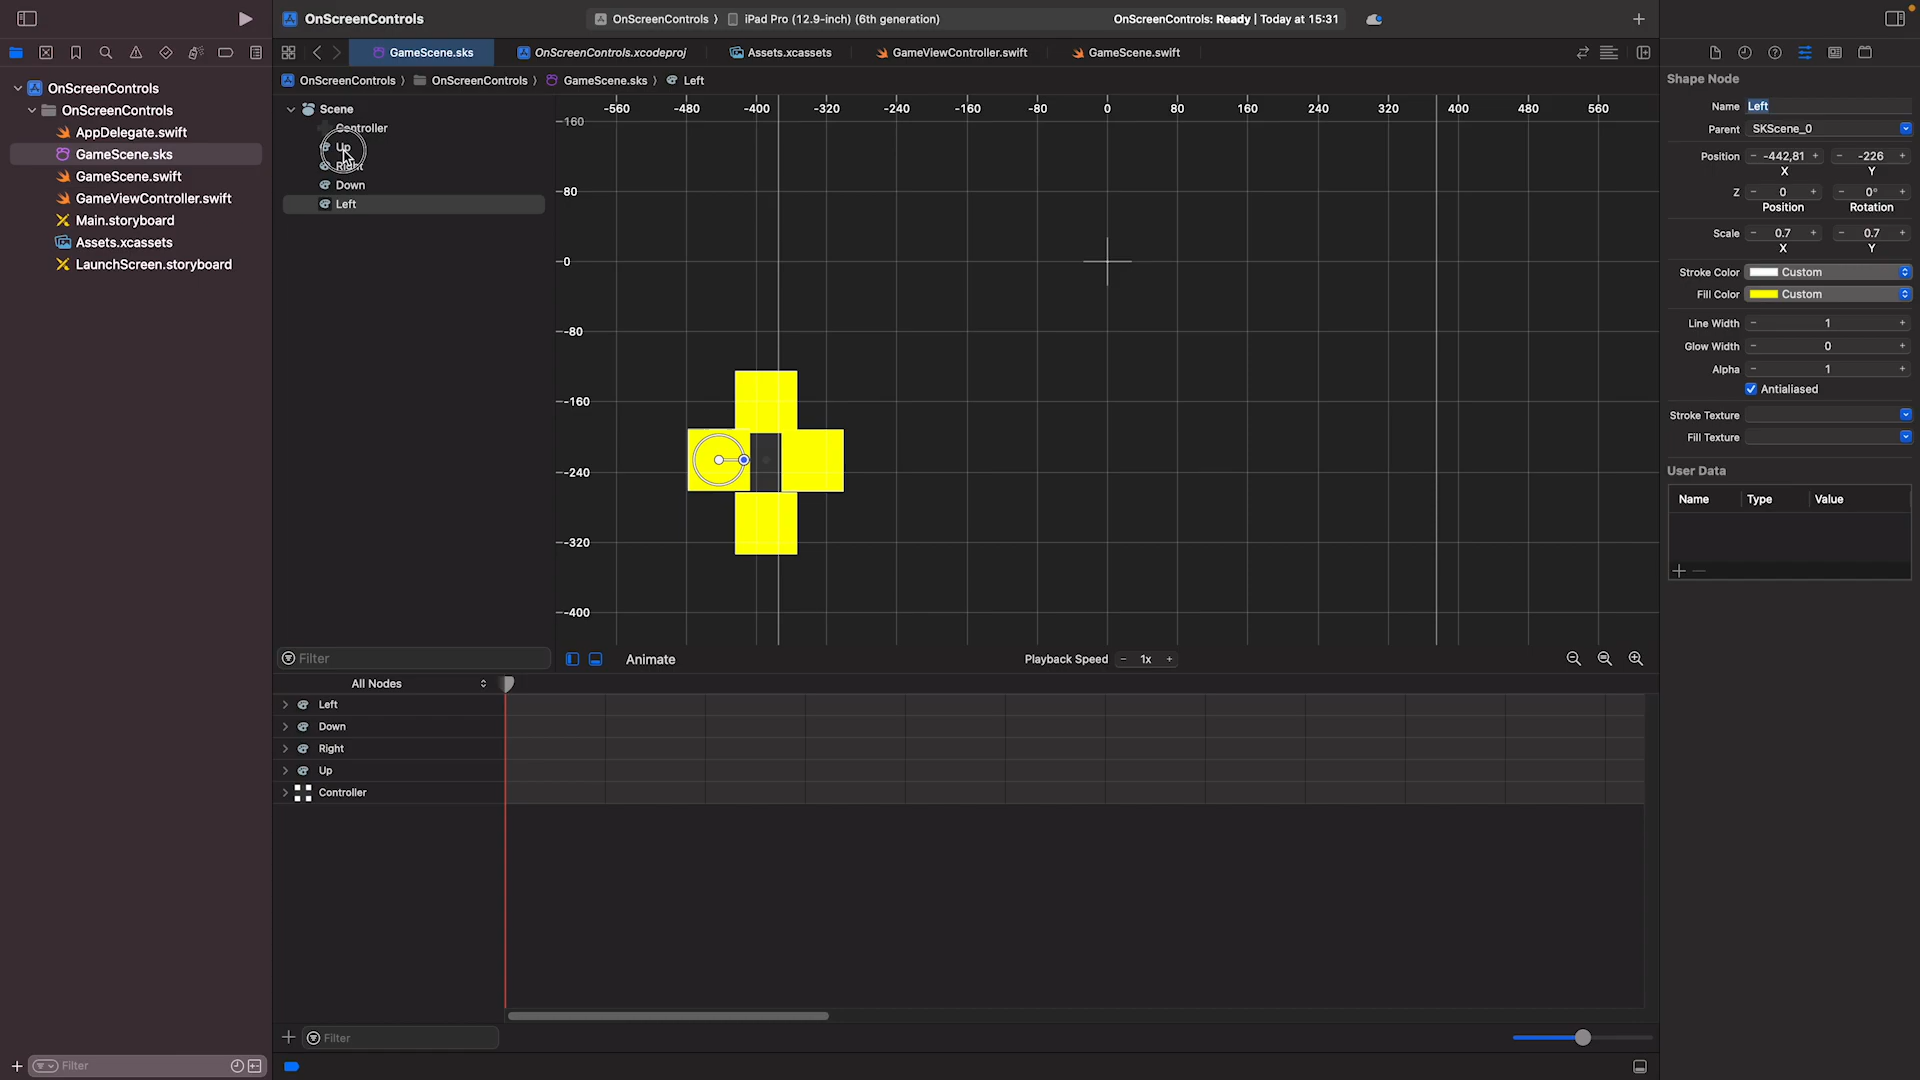 OnScreenControls
OnScreenControls ⟩ iPad Pro (12.9-inch) (6th generation)
OnScreenControls: Ready | Today at 15:31
GameScene.sks
OnScreenControls.xcodeproj
Assets.xcassets
GameViewController.swift
GameScene.swift
OnScreenControls ⟩ OnScreenControls ⟩ GameScene.sks ⟩ Left
OnScreenControls
OnScreenControls
AppDelegate.swift
GameScene.sks
GameScene.swift
GameViewController.swift
Main.storyboard
Assets.xcassets
LaunchScreen.storyboard
Filter
Scene
Controller
Up
Right
Down
Left
Filter
-560 -480 -400 -320 -240 -160 -80 0 80 160 240 320 400 480 560
-160
-80
-0
--80
--160
--240
--320
--400
Animate
Playback Speed - 1x +
All Nodes
Left
Down
Right
Up
Controller
Filter
Shape Node
Name Left
Parent SKScene_0
Position - -442,81 + - -226 +
X Y
Z - 0 + - 0° +
Position Rotation
Scale - 0.7 + - 0.7 +
X Y
Stroke Color Custom
Fill Color Custom
Line Width - 1 +
Glow Width - 0 +
Alpha - 1 +
Antialiased
Stroke Texture
Fill Texture
User Data
Name Type Value